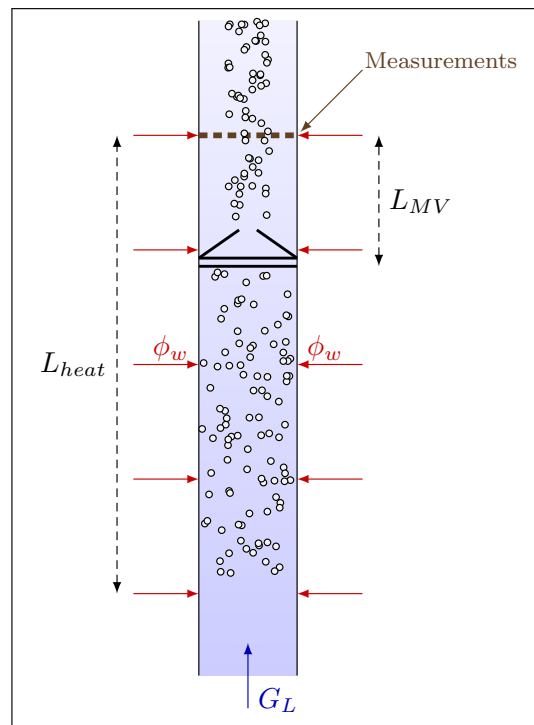 Measurements
L_{MV}
L_{heat}
ϕ_w
ϕ_w
G_L